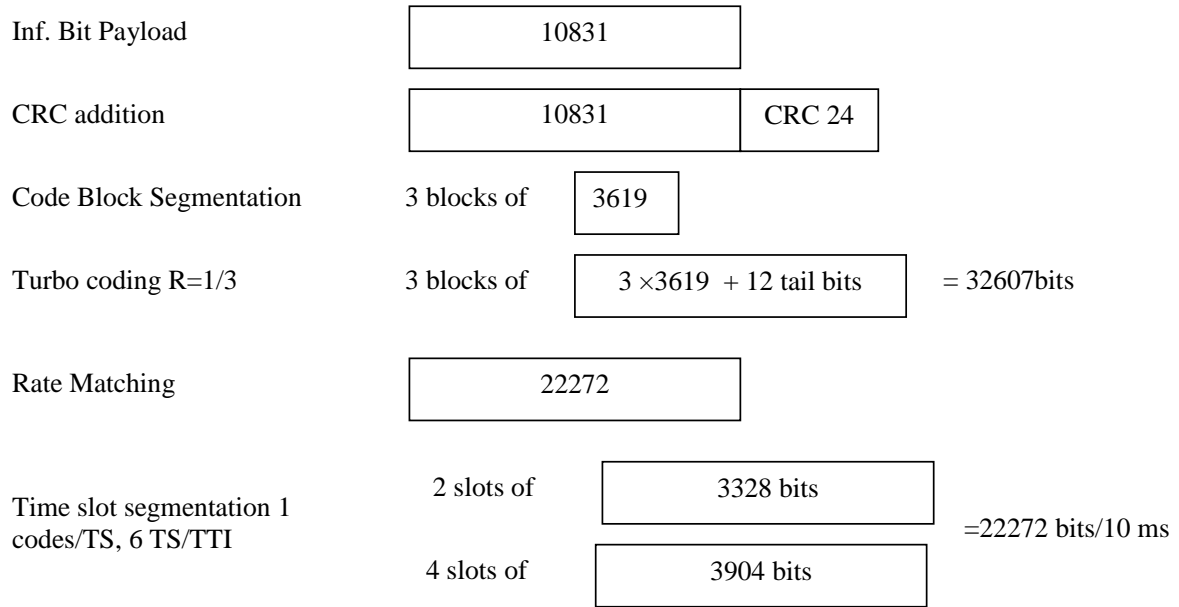 Inf. Bit Payload 10831
CRC addition 10831 CRC 24
Code Block Segmentation 3 blocks of 3619
Turbo coding R=1/3 3 blocks of 3 ×3619 + 12 tail bits = 32607bits
Rate Matching 22272
2 slots of 3328 bits
Time slot segmentation 1
codes/TS, 6 TS/TTI
=22272 bits/10 ms
4 slots of 3904 bits